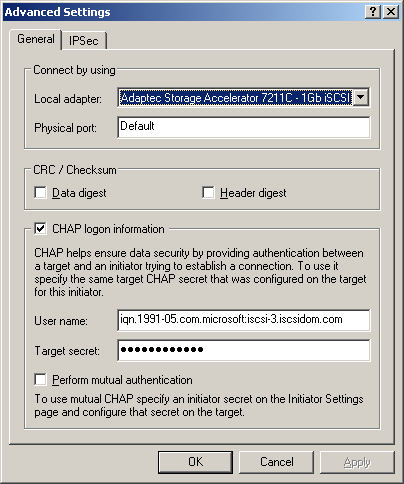 Advanced Settings
General IPSec
Connect by using
Local adapter: Adaptec Storage Accelerator 7211C - 1Gb iSCSI
Physical port: Default
CRC / Checksum
Data digest Header digest
CHAP logon information
CHAP helps ensure data security by providing authentication between
a target and an initiator trying to establish a connection. To use it
specify the same target CHAP secret that was configured on the target
for this initiator.
User name: iqn.1991-05.com.microsoft:iscsi-3.iscsidom.com
Target secret: ●●●●●●●●●●●●
Perform mutual authentication
To use mutual CHAP specify an initiator secret on the Initiator Settings
page and configure that secret on the target.
OK Cancel Apply